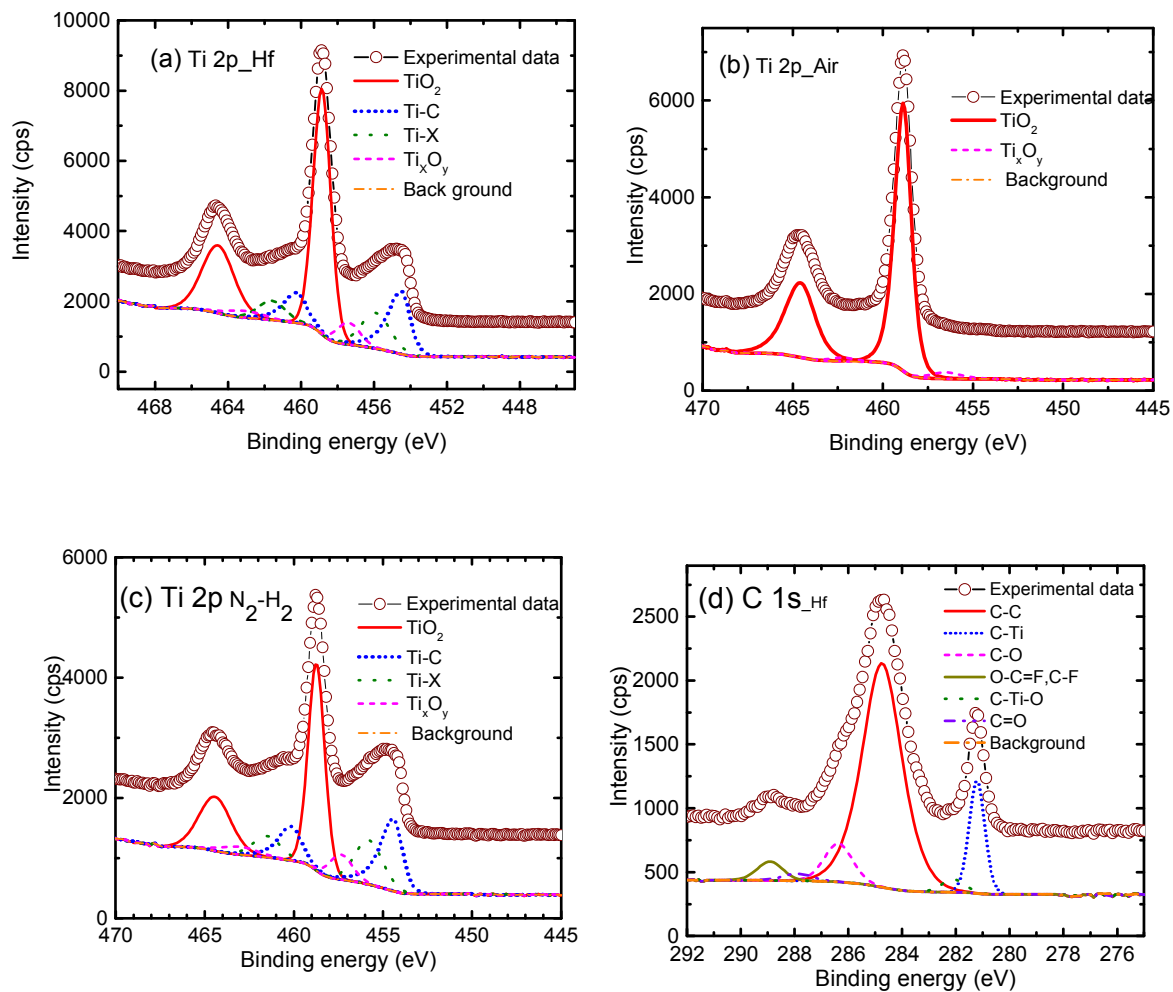 (a) Ti 2p_Hf
Experimental data
TiO2
Ti-C
Ti-X
TiXOy
Back ground
Intensity (cps)
10000
8000
6000
4000
2000
0
468 464 460 456 452 448
Binding energy (eV)
(b) Ti 2p_Air
Experimental data
TiO2
TixOy
Background
Intensity (cps)
6000
4000
2000
0
470 465 460 455 450 445
Binding energy (eV)
(c) Ti 2p N2-H2
Experimental data
TiO2
Ti-C
Ti-X
TixOy
Background
Intensity (cps)
6000
4000
2000
0
470 465 460 455 450 445
Binding energy (eV)
(d) C 1s_Hf
Experimental data
C-C
C-Ti
C-O
O-C=F,C-F
C-Ti-O
C=O
Background
Intensity (cps)
2500
2000
1500
1000
500
0
292 290 288 286 284 282 280 278 276
Binding energy (eV)